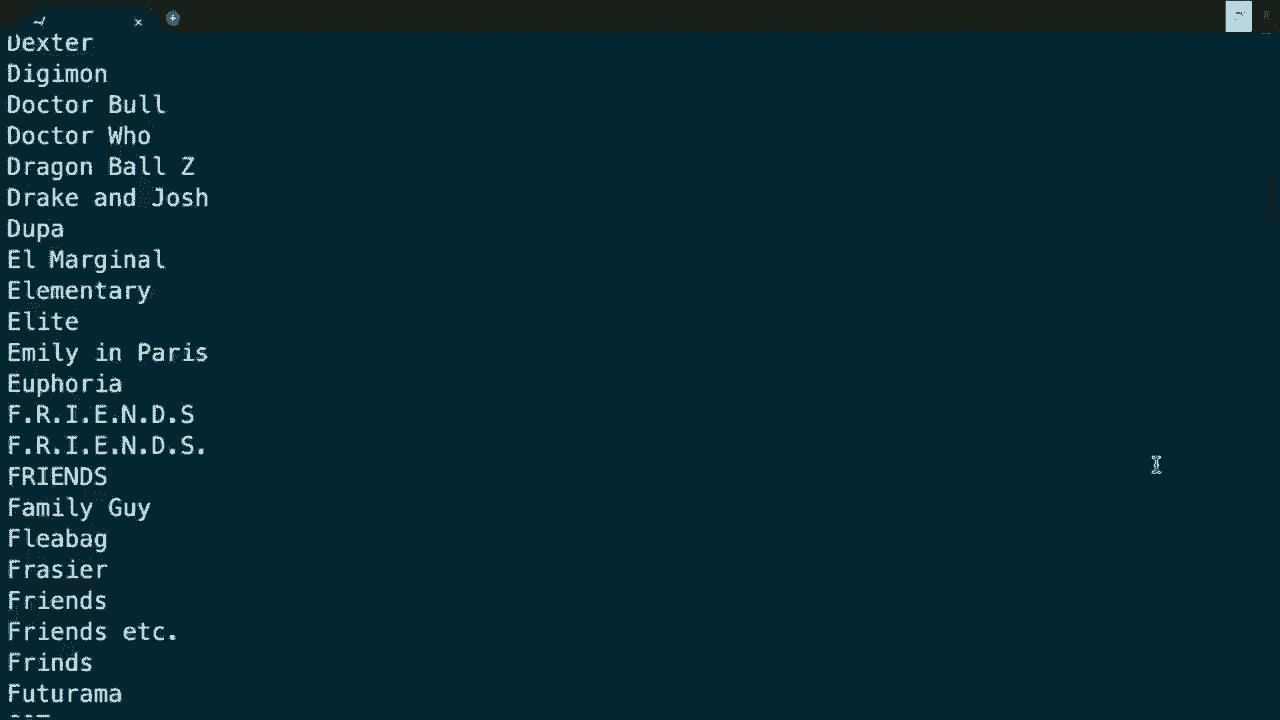 ~/
Dexter
Digimon
Doctor Bull
Doctor Who
Dragon Ball Z
Drake and Josh
Dupa
El Marginal
Elementary
Elite
Emily in Paris
Euphoria
F.R.I.E.N.D.S
F.R.I.E.N.D.S.
FRIENDS
Family Guy
Fleabag
Frasier
Friends
Friends etc.
Frinds
Futurama